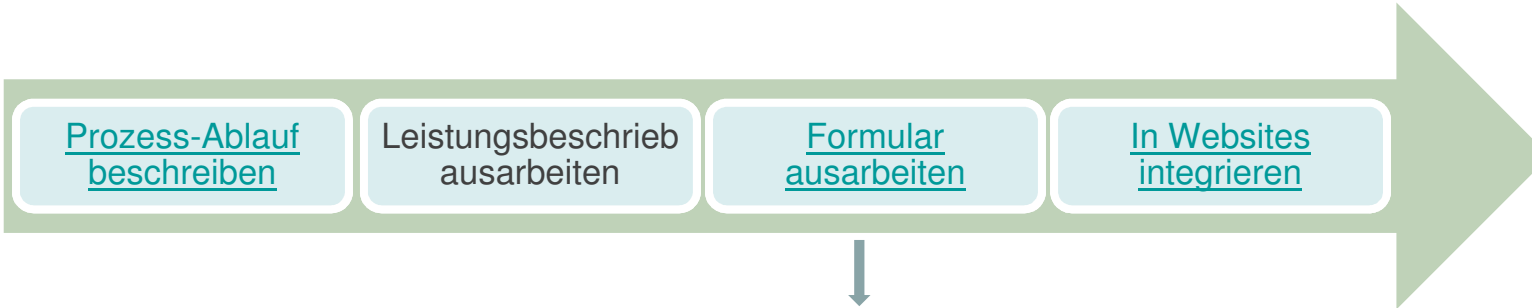 Prozess-Ablauf
beschreiben
Leistungsbeschrieb
ausarbeiten
Formular
ausarbeiten
In Websites
integrieren